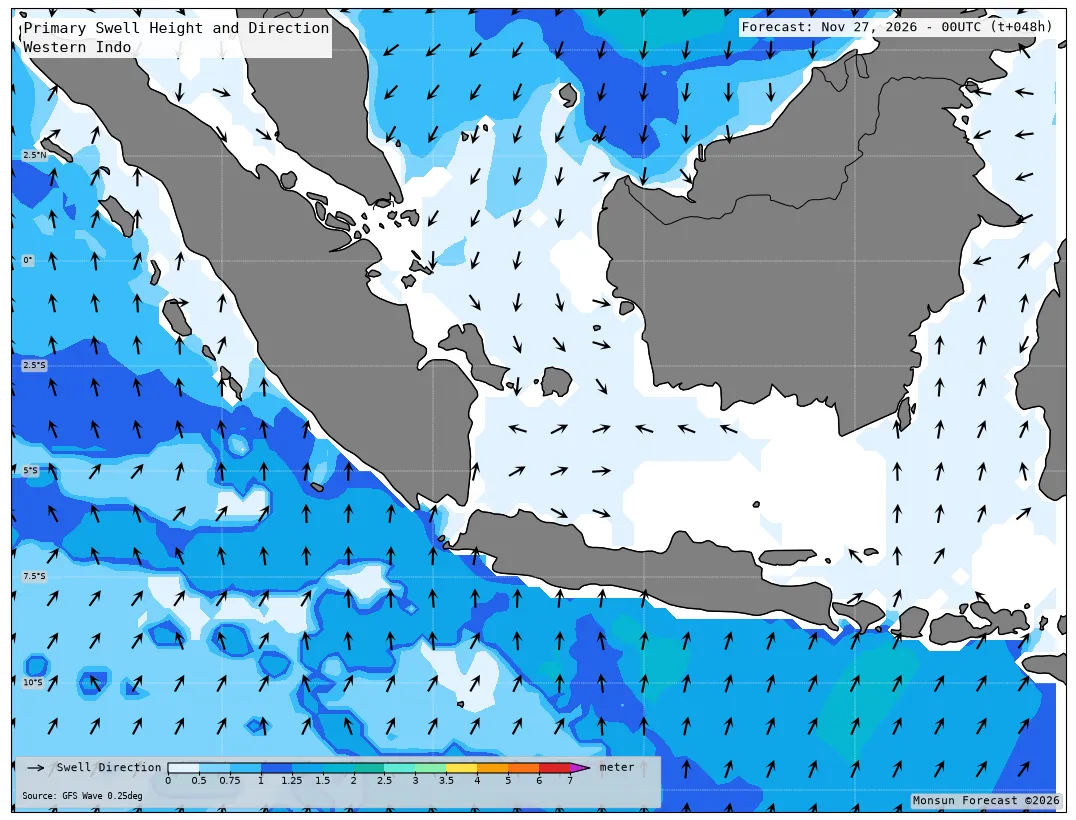 Primary Swell Height and Direction
Western Indo
Forecast: Nov 27, 2026 - 00UTC (t+048h)
2.5°N
0°
2.5°S
5°S
7.5°S
10°S
Swell Direction
0 0.5 0.75 1 1.25 1.5 2 2.5 3 3.5 4 5 6 7
meter
Source: GFS Wave 0.25deg
Monsun Forecast ©2026